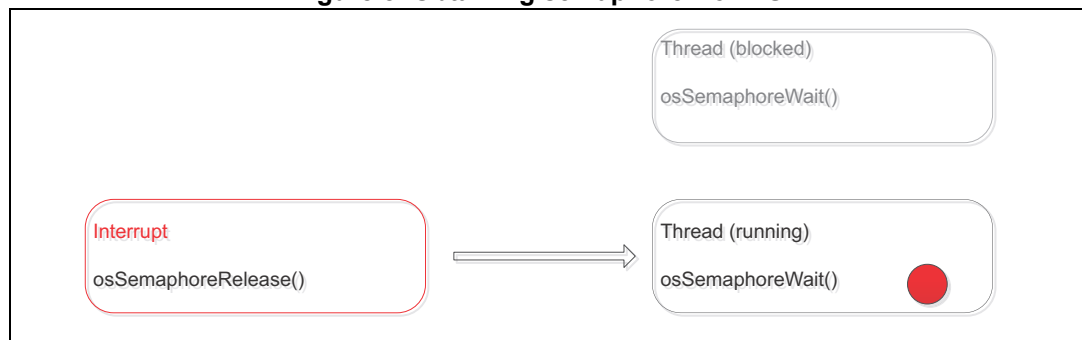 Thread (blocked)
osSemaphoreWait()
Interrupt
osSemaphoreRelease()
Thread (running)
osSemaphoreWait()